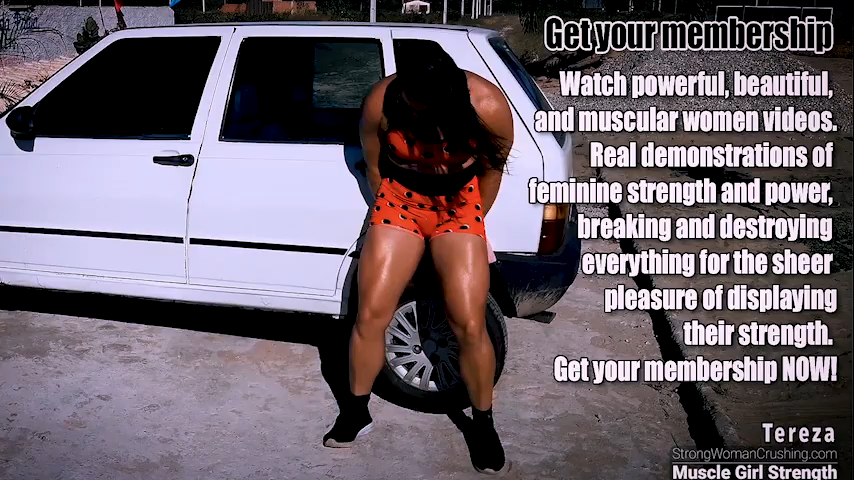 Get your membership
Watch powerful, beautiful,
and muscular women videos.
Real demonstrations of
feminine strength and power,
breaking and destroying
everything for the sheer
pleasure of displaying
their strength.
Get your membership NOW!
Tereza
StrongWomanCrushing.com
Muscle Girl Strength